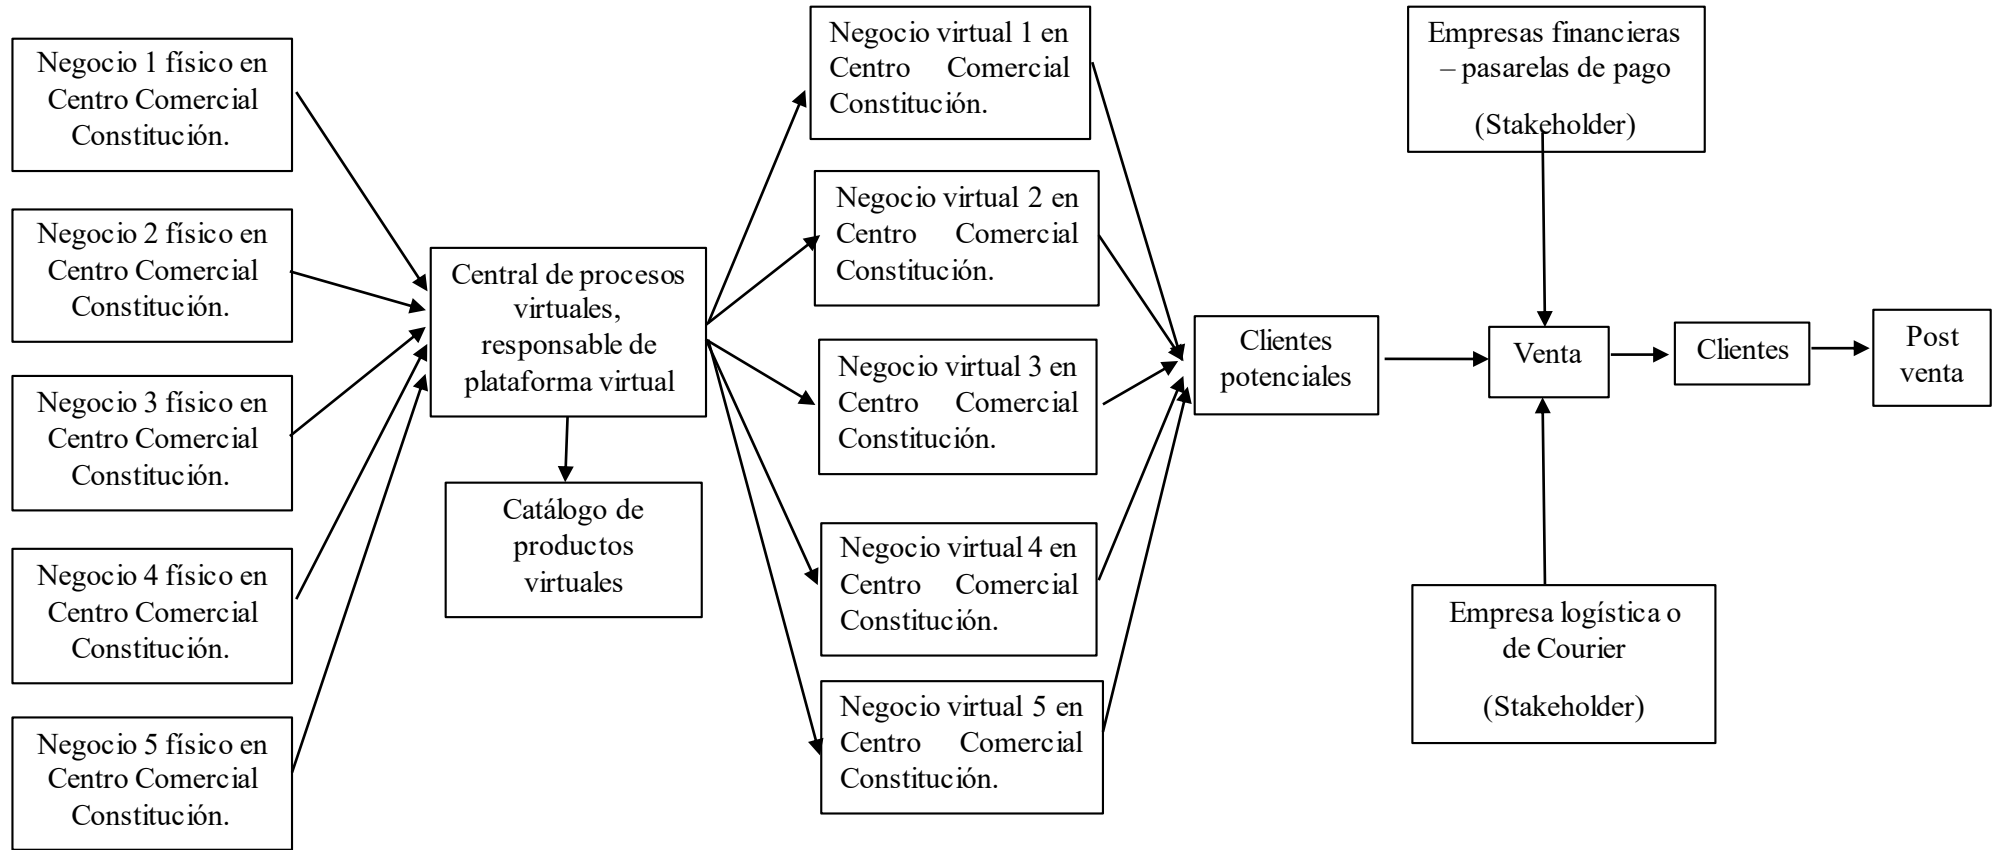 Negocio 1 físico en
Centro Comercial
Constitución.
Negocio 2 físico en
Centro Comercial
Constitución.
Negocio 3 físico en
Centro Comercial
Constitución.
Negocio 4 físico en
Centro Comercial
Constitución.
Negocio 5 físico en
Centro Comercial
Constitución.
Central de procesos
virtuales,
responsable de
plataforma virtual
Catálogo de
productos
virtuales
Negocio virtual 1 en
Centro Comercial
Constitución.
Negocio virtual 2 en
Centro Comercial
Constitución.
Negocio virtual 3 en
Centro Comercial
Constitución.
Negocio virtual 4 en
Centro Comercial
Constitución.
Negocio virtual 5 en
Centro Comercial
Constitución.
Clientes
potenciales
Empresas financieras
– pasarelas de pago
(Stakeholder)
Venta
Empresa logística o
de Courier
(Stakeholder)
Clientes
Post
venta